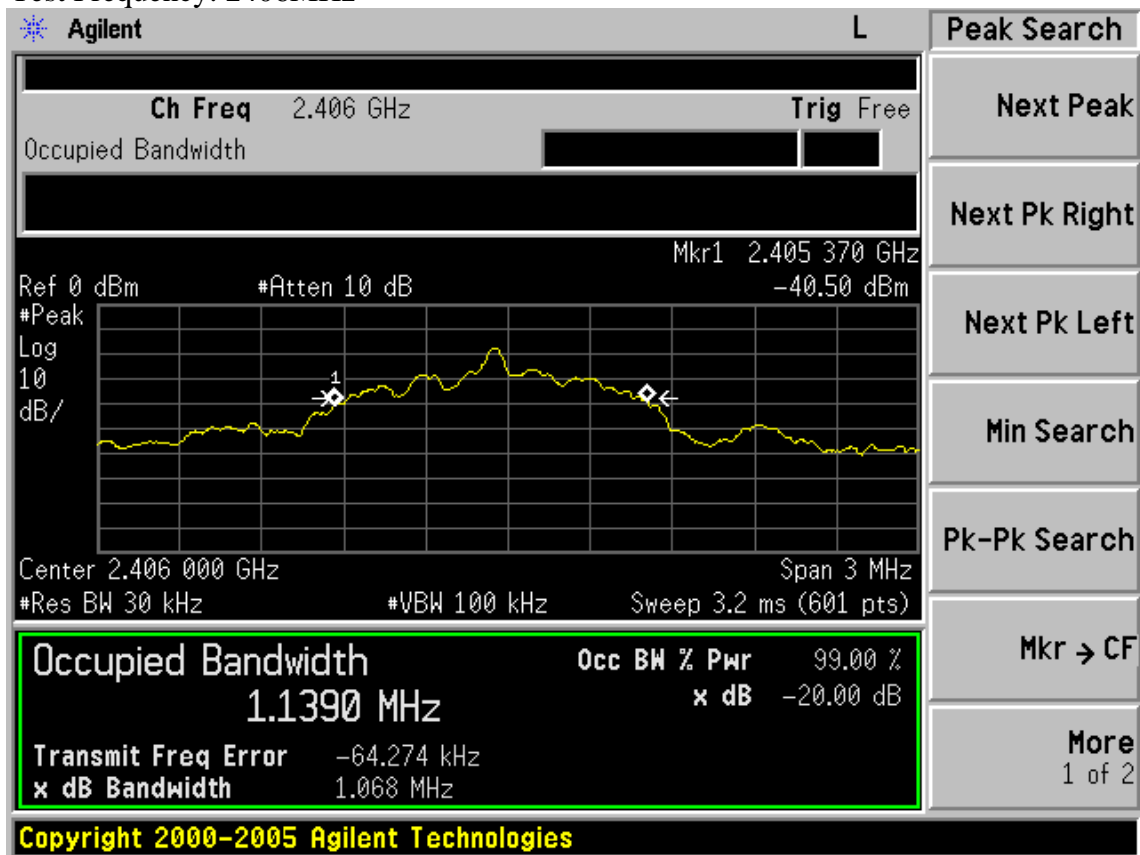 Agilent L Peak Search
Ch Freq 2.406 GHz Trig Free
Occupied Bandwidth
Mkr1 2.405 370 GHz
Ref 0 dBm #Atten 10 dB -40.50 dBm
#Peak
Log
10
dB/
1
Center 2.406 000 GHz Span 3 MHz
#Res BW 30 kHz #VBW 100 kHz Sweep 3.2 ms (601 pts)
Occupied Bandwidth Occ BW % Pwr 99.00 %
1.1390 MHz x dB -20.00 dB
Transmit Freq Error -64.274 kHz
x dB Bandwidth 1.068 MHz
Copyright 2000-2005 Agilent Technologies
Next Peak
Next Pk Right
Next Pk Left
Min Search
Pk-Pk Search
Mkr → CF
More
1 of 2